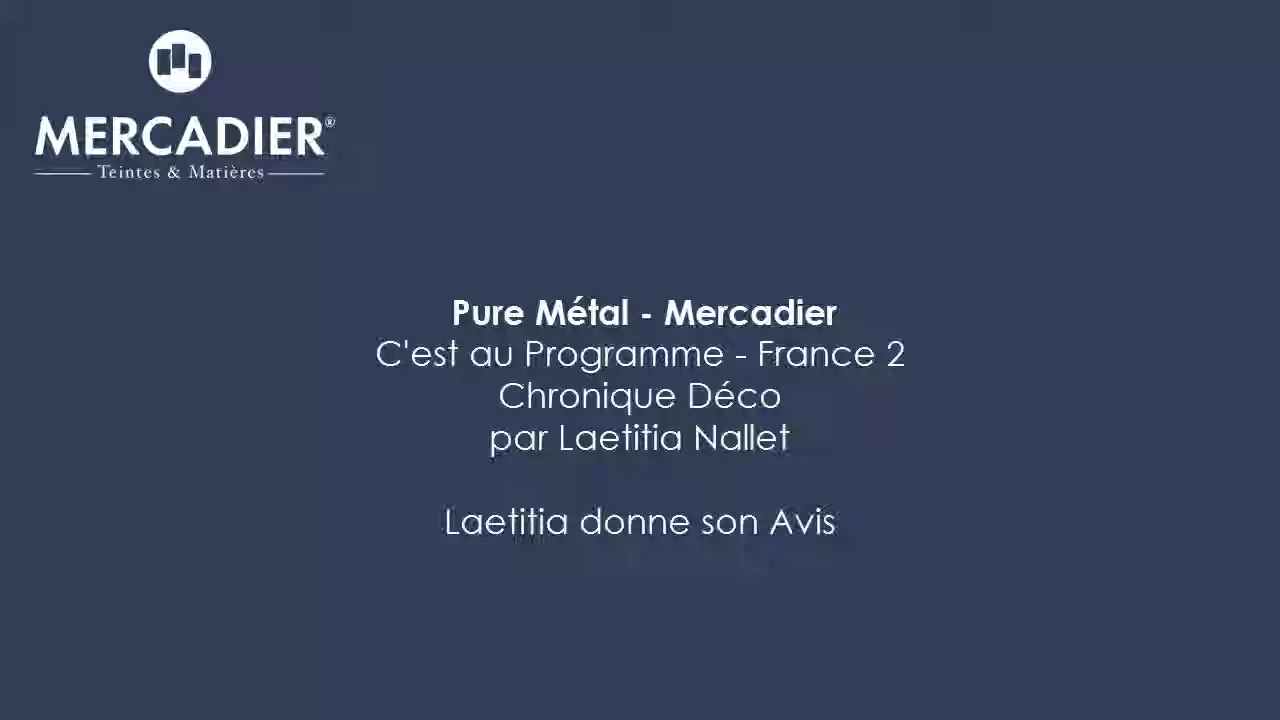 MERCADIER®
Teintes & Matières
Pure Métal - Mercadier
C'est au Programme - France 2
Chronique Déco
par Laetitia Nallet
Laetitia donne son Avis